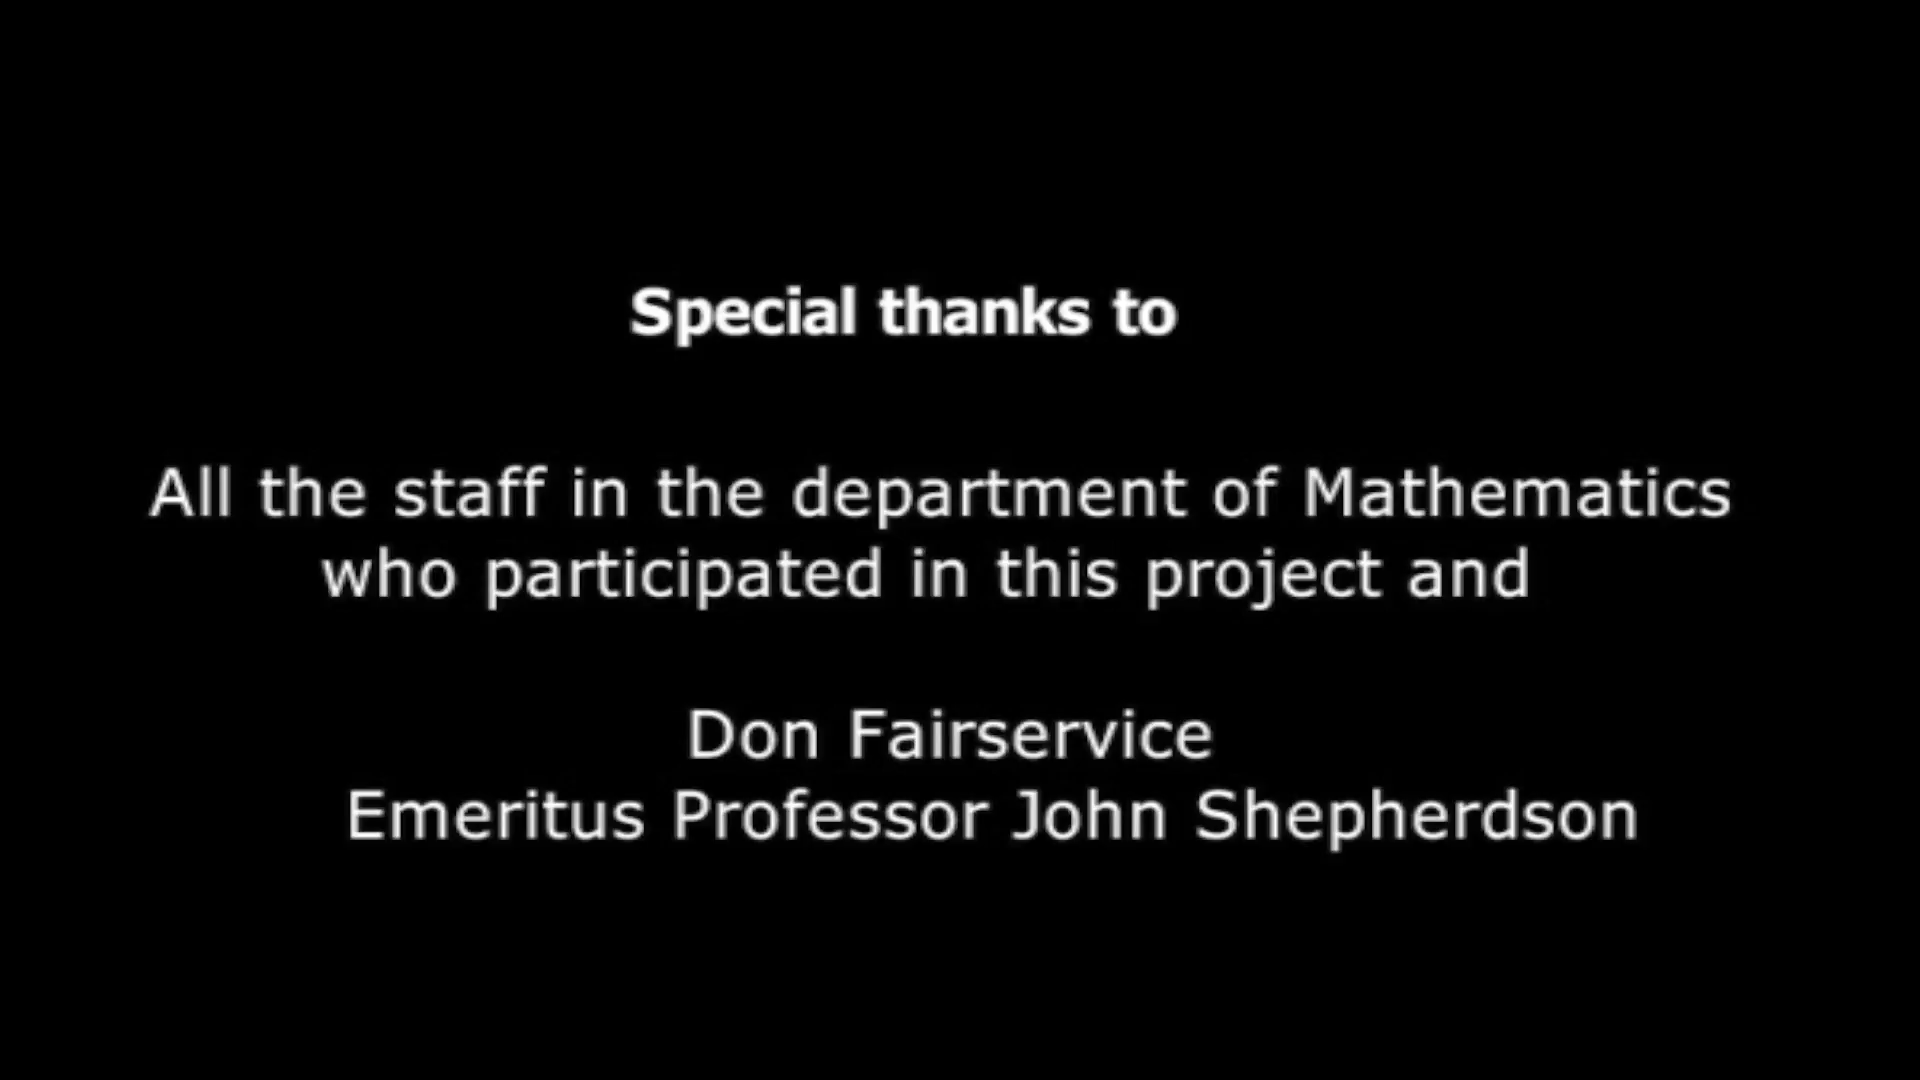 Special thanks to
All the staff in the department of Mathematics
who participated in this project and
Don Fairservice
Emeritus Professor John Shepherdson